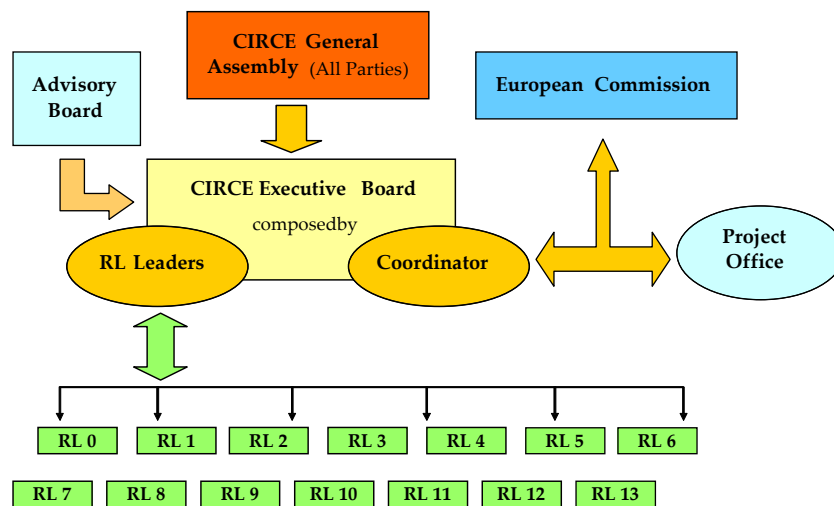 CIRCE General
Assembly (All Parties)
Advisory
Board
European Commission
CIRCE Executive Board
composedby
RL Leaders
Coordinator
Project
Office
RL 0
RL 1
RL 2
RL 3
RL 4
RL 5
RL 6
RL 7
RL 8
RL 9
RL 10
RL 11
RL 12
RL 13